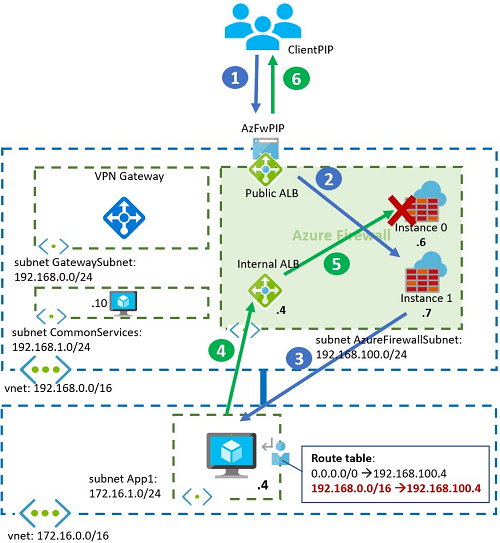 ClientPIP
1
6
AzFwPIP
VPN Gateway
Public ALB
2
Azure Firewall
Instance 0
.6
5
subnet GatewaySubnet:
192.168.0.0/24
Internal ALB
.4
Instance 1
.7
.10
subnet CommonServices:
192.168.1.0/24
4
3
subnet AzureFirewallSubnet:
192.168.100.0/24
vnet: 192.168.0.0/16
subnet App1:
172.16.1.0/24
.4
Route table:
0.0.0.0/0 →192.168.100.4
192.168.0.0/16 →192.168.100.4
vnet: 172.16.0.0/16